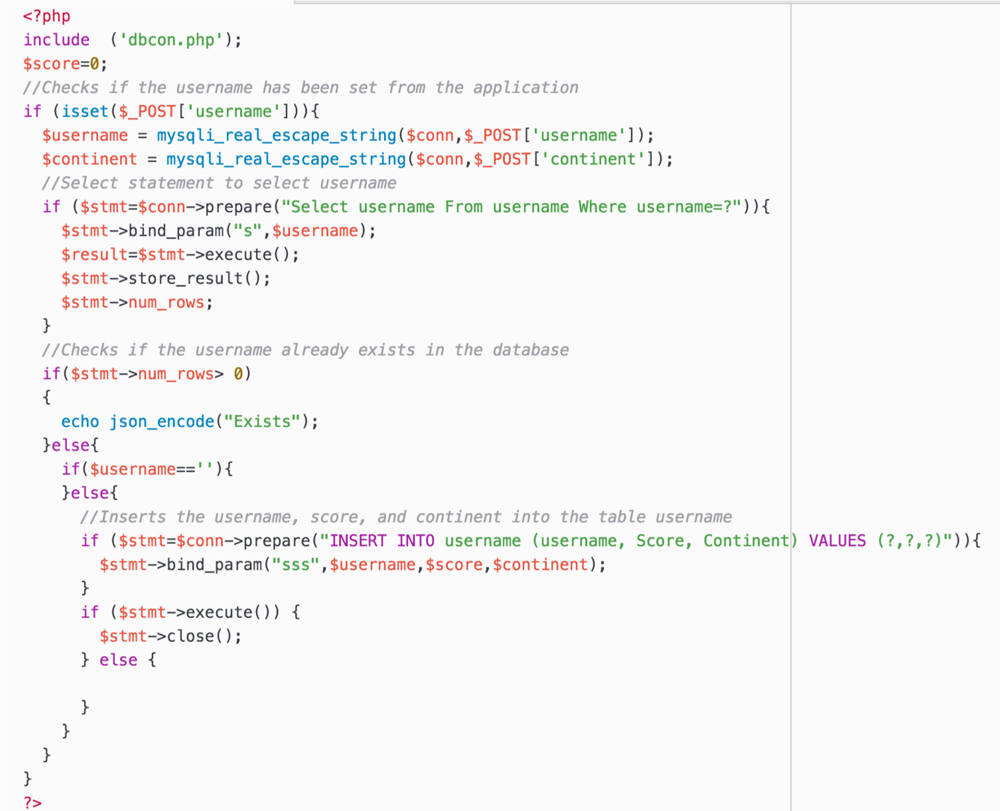 <?php
include  ('dbcon.php');
$score=0;
//Checks if the username has been set from the application
if (isset($_POST['username'])){
  $username = mysqli_real_escape_string($conn,$_POST['username']);
  $continent = mysqli_real_escape_string($conn,$_POST['continent']);
  //Select statement to select username
  if ($stmt=$conn->prepare("Select username From username Where username=?")){
    $stmt->bind_param("s",$username);
    $result=$stmt->execute();
    $stmt->store_result();
    $stmt->num_rows;
  }
  //Checks if the username already exists in the database
  if($stmt->num_rows> 0)
  {
    echo json_encode("Exists");
  }else{
    if($username==''){
    }else{
      //Inserts the username, score, and continent into the table username
      if ($stmt=$conn->prepare("INSERT INTO username (username, Score, Continent) VALUES (?,?,?)")){
        $stmt->bind_param("sss",$username,$score,$continent);
      }
      if ($stmt->execute()) {
        $stmt->close();
      } else {

      }
    }
  }
}
?>